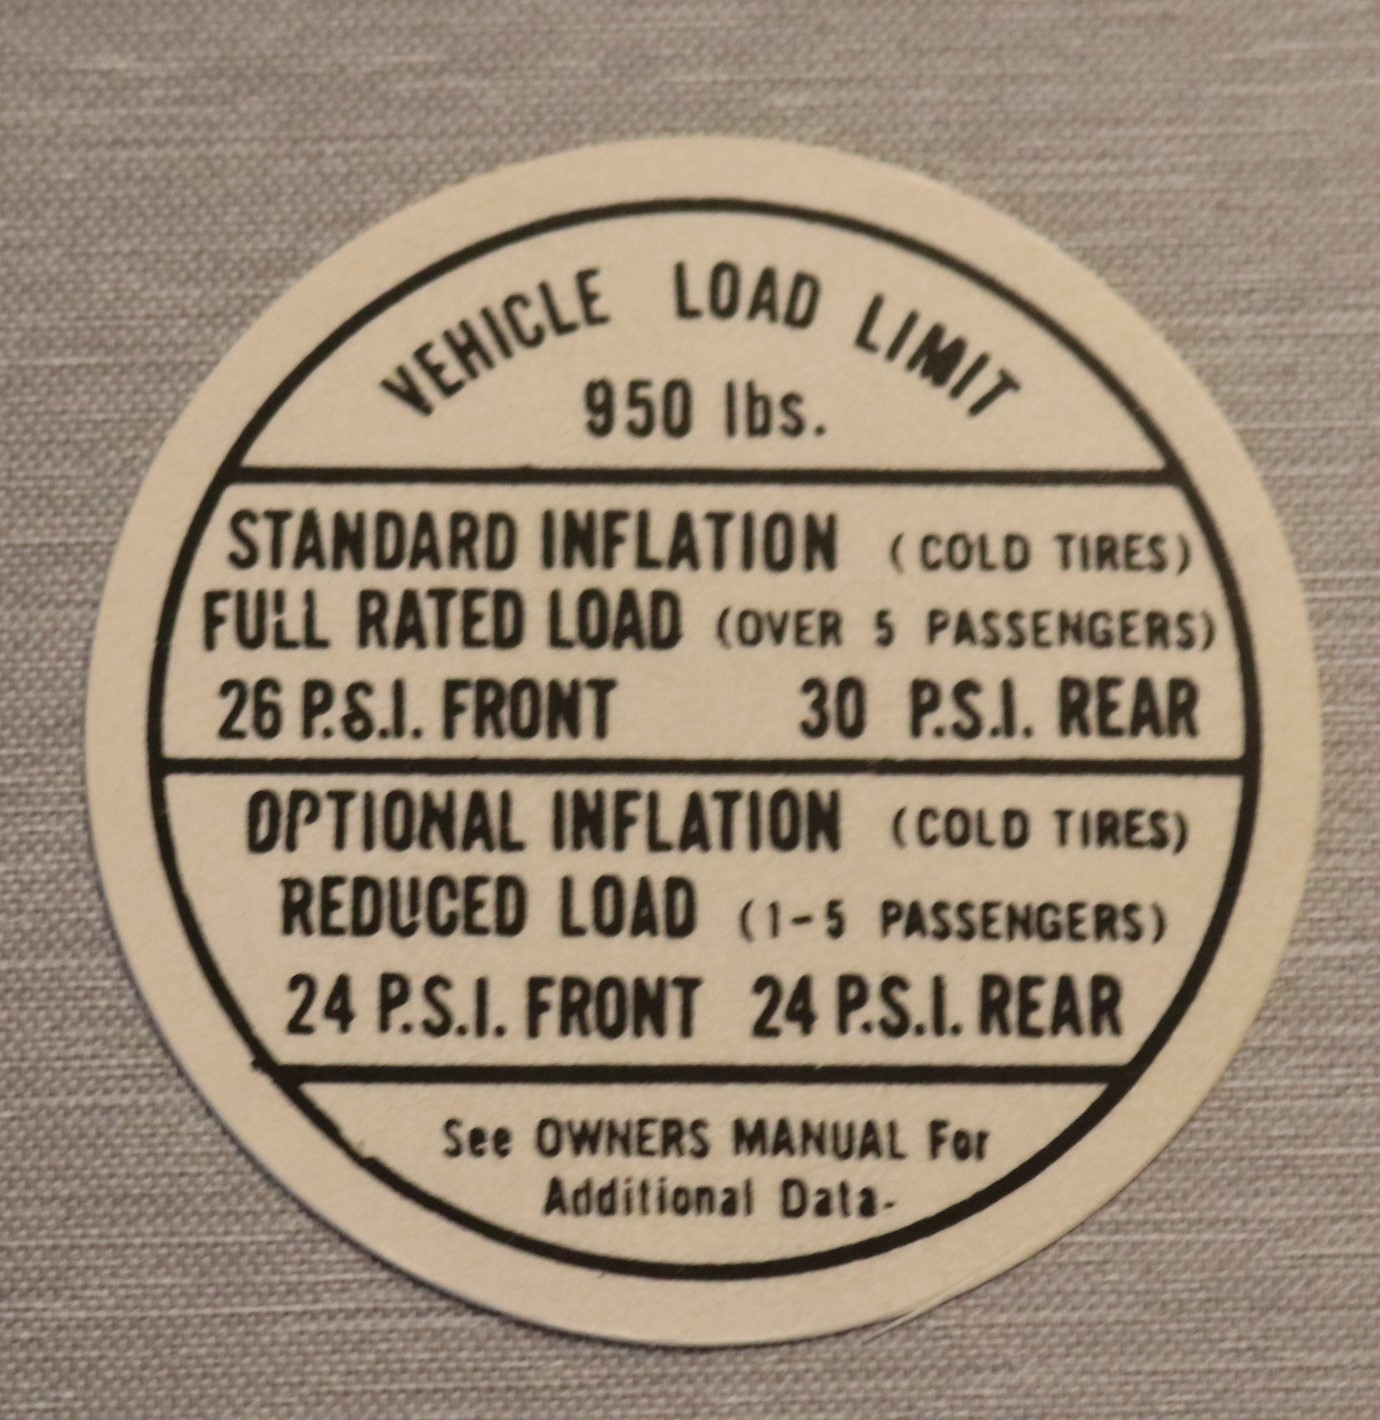 VEHICLE LOAD LIMIT
950 lbs.
STANDARD INFLATION (COLD TIRES)
FULL RATED LOAD (OVER 5 PASSENGERS)
26 P.S.I. FRONT 30 P.S.I. REAR
OPTIONAL INFLATION (COLD TIRES)
REDUCED LOAD (1-5 PASSENGERS)
24 P.S.I. FRONT 24 P.S.I. REAR
See OWNERS MANUAL For
Additional Data-